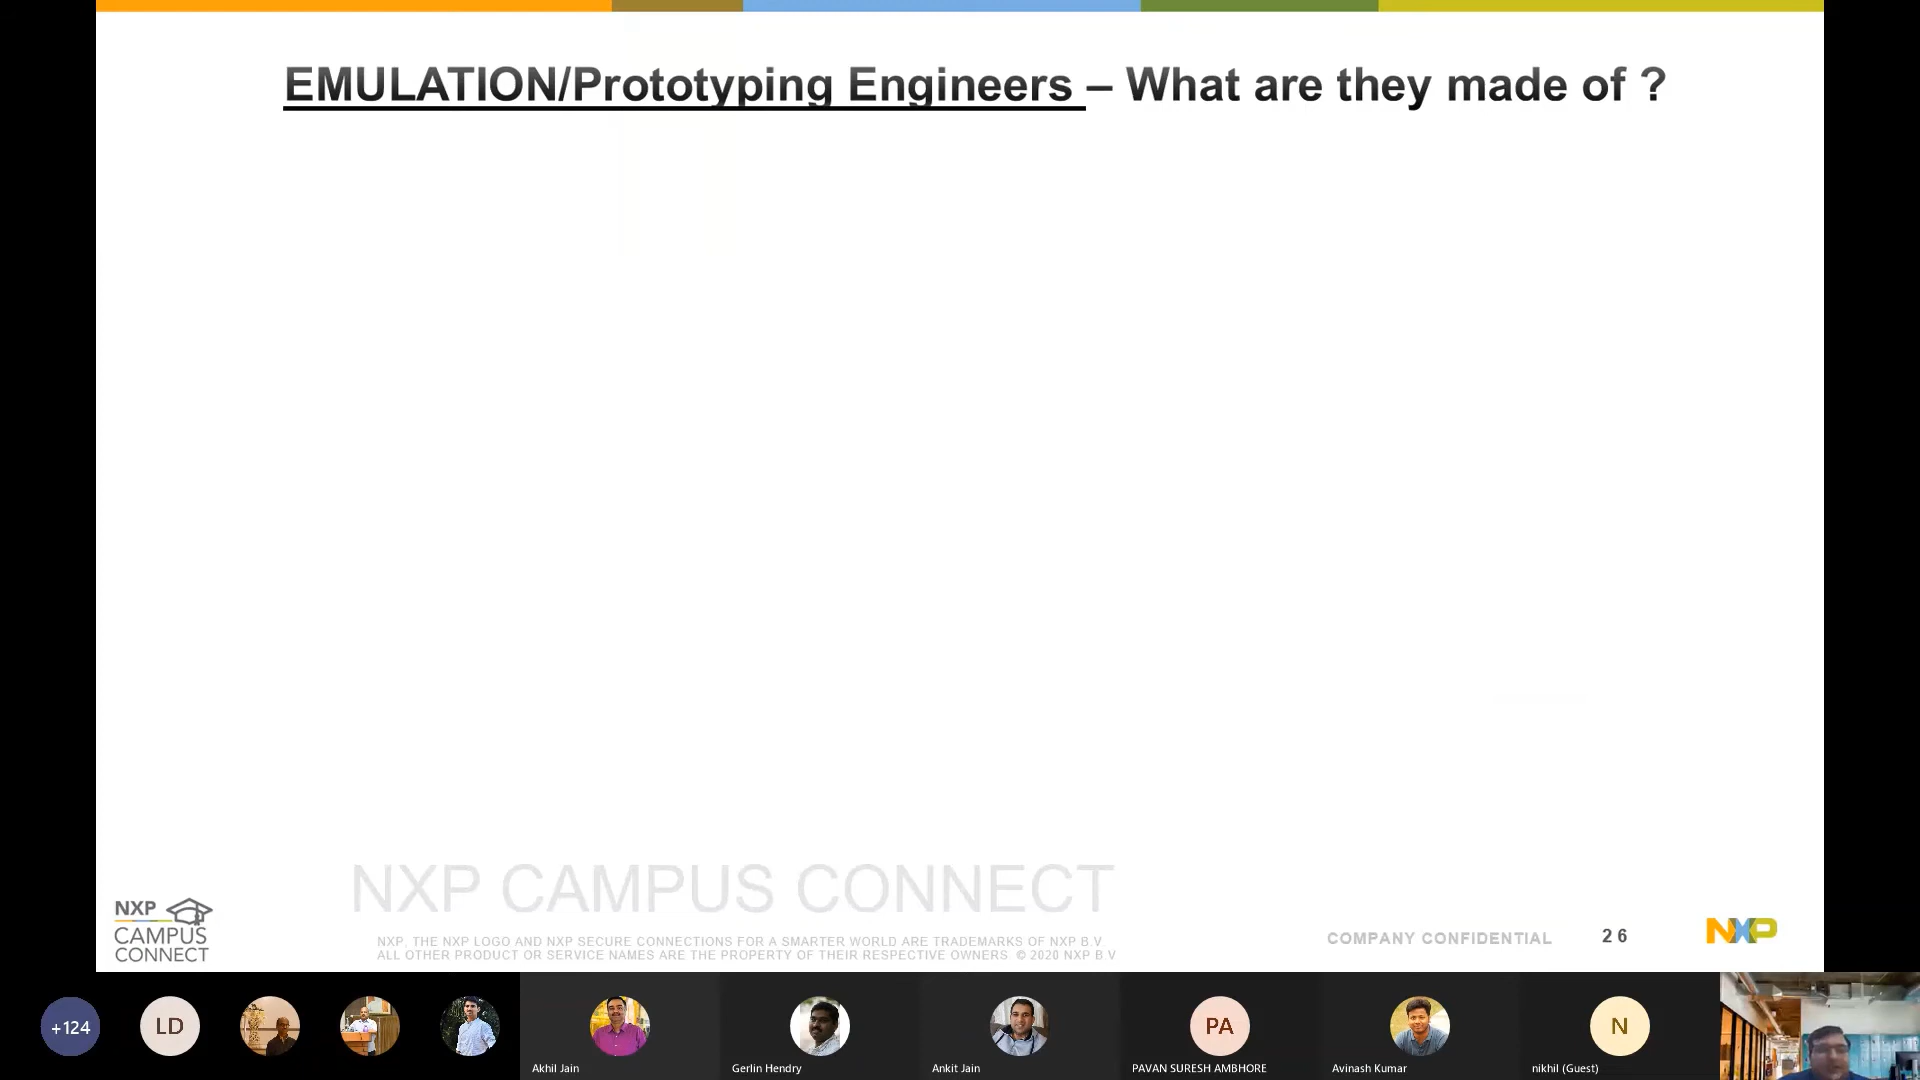 EMULATION/Prototyping Engineers – What are they made of ?
NXP CAMPUS CONNECT
NXP
CAMPUS
CONNECT
NXP, THE NXP LOGO AND NXP SECURE CONNECTIONS FOR A SMARTER WORLD ARE TRADEMARKS OF NXP B.V
ALL OTHER PRODUCT OR SERVICE NAMES ARE THE PROPERTY OF THEIR RESPECTIVE OWNERS © 2020 NXP B.V
COMPANY CONFIDENTIAL
26
NXP
+124
LD
PA
N
Akhil Jain
Gerlin Hendry
Ankit Jain
PAVAN SURESH AMBHORE
Avinash Kumar
nikhil (Guest)